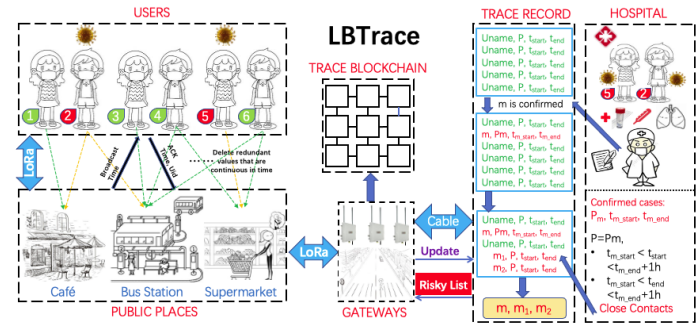 USERS
LBTrace
TRACE RECORD
HOSPITAL
TRACE BLOCKCHAIN
Uname, P, tstart, tend
Uname, P, tstart, tend
Uname, P, tstart, tend
Uname, P, tstart, tend
Uname, P, tstart, tend
5
2
1
2
3
4
5
6
m is confirmed
LoRa
Broadcast
Time
ACK
Time, Uid
Delete redundant
values that are
continuous in time
Uname, P, tstart, tend
m, Pm, tm_start, tm_end
Uname, P, tstart, tend
Uname, P, tstart, tend
Uname, P, tstart, tend
Uname, P, tstart, tend
Confirmed cases:
Pm, tm_start, tm_end
P=Pm,
• tm_start < tstart
<tm_end+1h
• tm_start < tend
<tm_end+1h
Close Contacts
Cable
LoRa
Update
Risky List
Uname, P, tstart, tend
m, Pm, tm_start, tm_end
Uname, P, tstart, tend
m1, P, tstart, tend
m2, P, tstart, tend
m, m1, m2
Café
Bus Station
Supermarket
PUBLIC PLACES
GATEWAYS